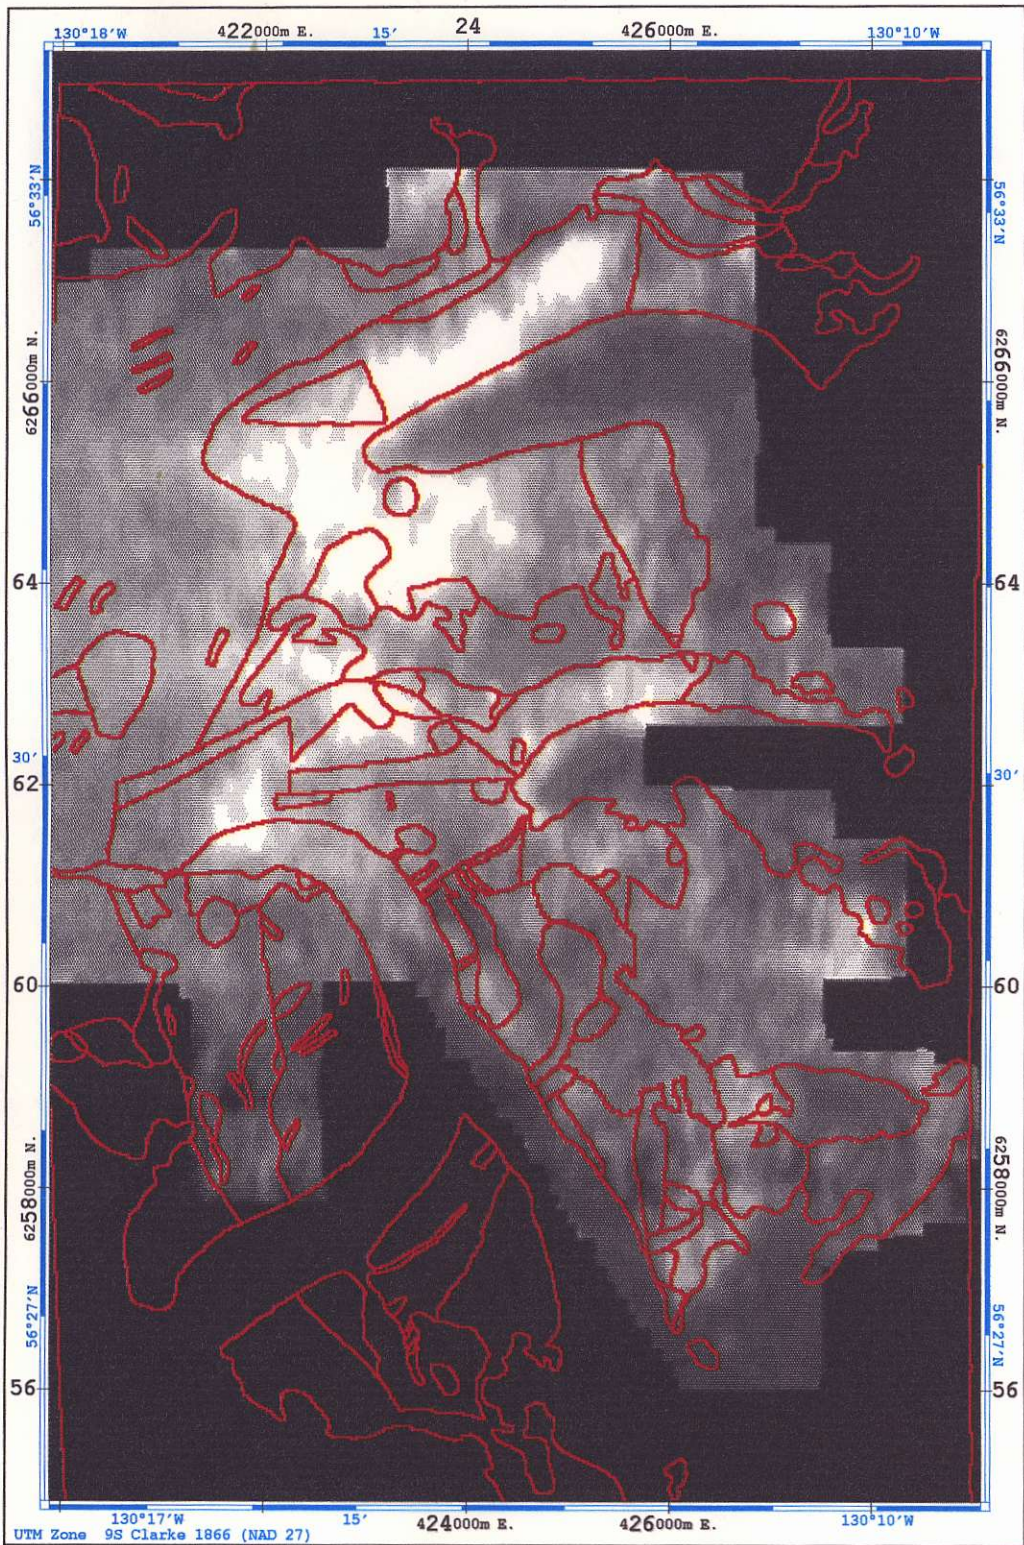 130°18'W 422000m E. 15' 24 426000m E. 130°10'W
56°33'N
56°33'N
6266000m N.
6266000m N.
64
64
30'
30'
62
60
60
6258000m N.
6258000m N.
56°27'N
56°27'N
56
56
130°17'W 15' 424000m E. 426000m E. 130°10'W
UTM Zone 9S Clarke 1866 (NAD 27)